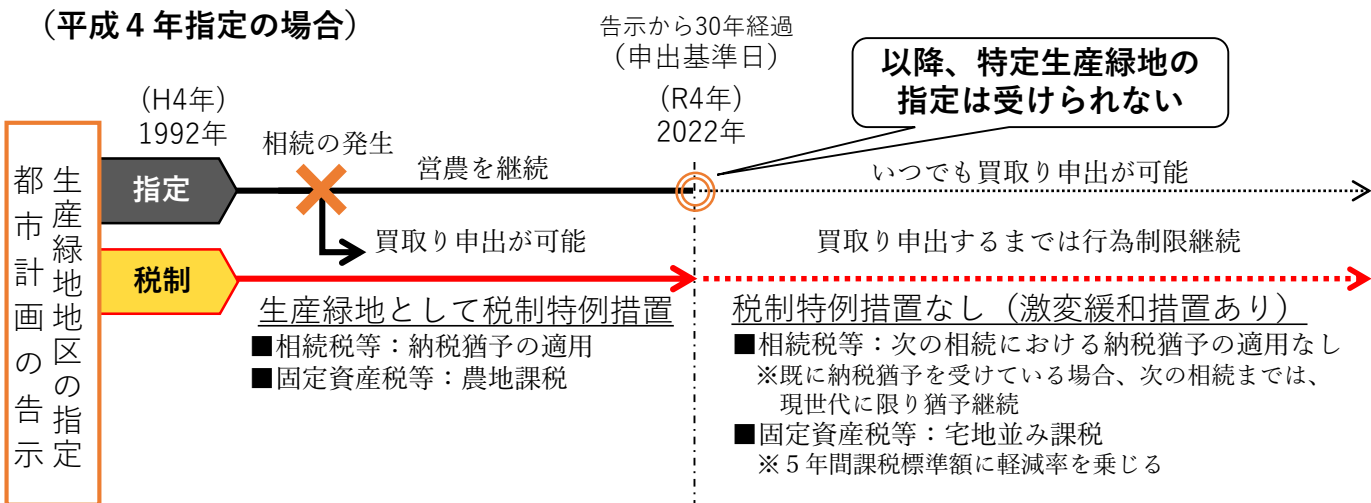 （平成４年指定の場合）
告示から30年経過
（申出基準日）
以降、特定生産緑地の
指定は受けられない
(H4年)
1992年
(R4年)
2022年
生産緑地地区の指定
都市計画の告示
指定
相続の発生
営農を継続
いつでも買取り申出が可能
買取り申出が可能
買取り申出するまでは行為制限継続
税制
生産緑地として税制特例措置
■相続税等：納税猶予の適用
■固定資産税等：農地課税
税制特例措置なし（激変緩和措置あり）
■相続税等：次の相続における納税猶予の適用なし
※既に納税猶予を受けている場合、次の相続までは、
現世代に限り猶予継続
■固定資産税等：宅地並み課税
※５年間課税標準額に軽減率を乗じる